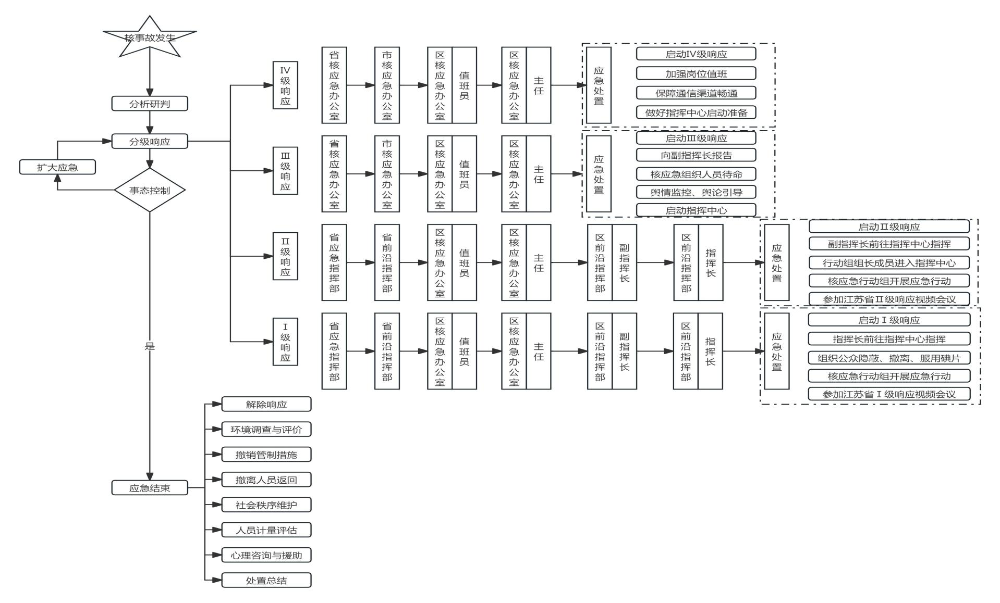 核事故发生
分析研判
分级响应
扩大应急
事态控制
是
应急结束
IV级响应
省核应急办公室
市核应急办公室
区核应急办公室
值班员
区核应急办公室
主任
应急处置
启动IV级响应
加强岗位值班
保障通信渠道畅通
做好指挥中心启动准备
III级响应
省核应急办公室
市核应急办公室
区核应急办公室
值班员
区核应急办公室
主任
应急处置
启动III级响应
向副指挥长报告
核应急组织人员待命
舆情监控、舆论引导
启动指挥中心
II级响应
省应急指挥部
省前沿指挥部
区核应急办公室
值班员
区核应急办公室
主任
区前沿指挥部
副指挥长
区前沿指挥部
指挥长
应急处置
启动II级响应
副指挥长前往指挥中心指挥
行动组组长成员进入指挥中心
核应急行动组开展应急行动
参加江苏省II级响应视频会议
I级响应
省应急指挥部
省前沿指挥部
区核应急办公室
值班员
区核应急办公室
主任
区前沿指挥部
副指挥长
区前沿指挥部
指挥长
应急处置
启动I级响应
指挥长前往指挥中心指挥
组织公众隐蔽、撤离、服用碘片
核应急行动组开展应急行动
参加江苏省I级响应视频会议
解除响应
环境调查与评价
撤销管制措施
撤离人员返回
社会秩序维护
人员计量评估
心理咨询与援助
处置总结